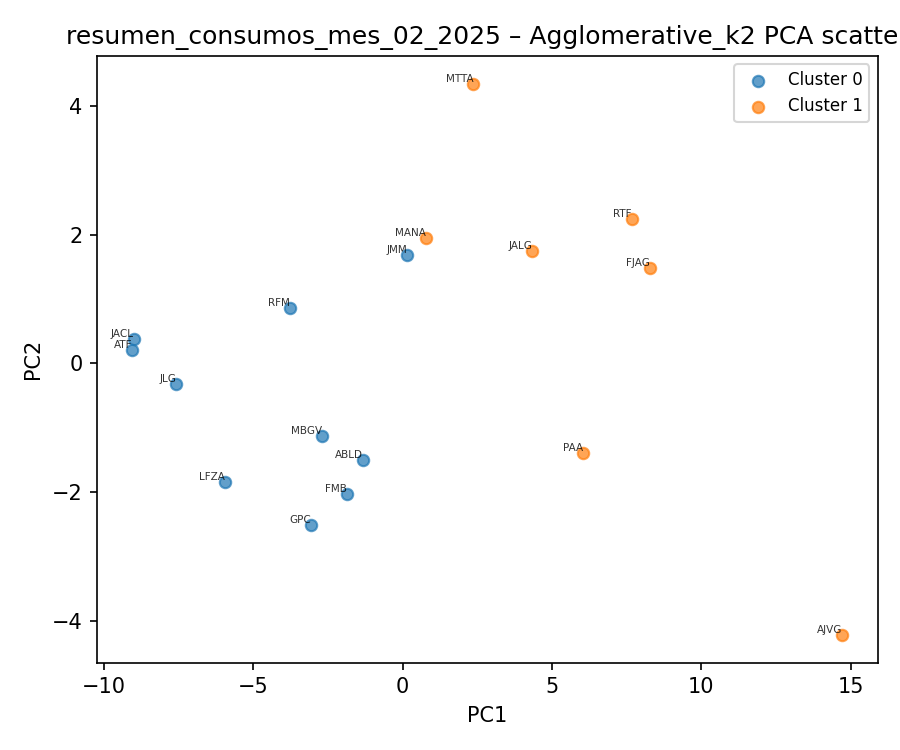 resumen_consumos_mes_02_2025 – Agglomerative_k2 PCA scatte
Cluster 0
Cluster 1
MTTA
RTF
MANA
JMM
JALG
FJAG
RFM
JACL
ATF
JLG
MBGV
ABLD
PAA
LFZA
FMB
GPC
AJVG
PC2
4
2
0
−2
−4
−10
−5
0
5
10
15
PC1